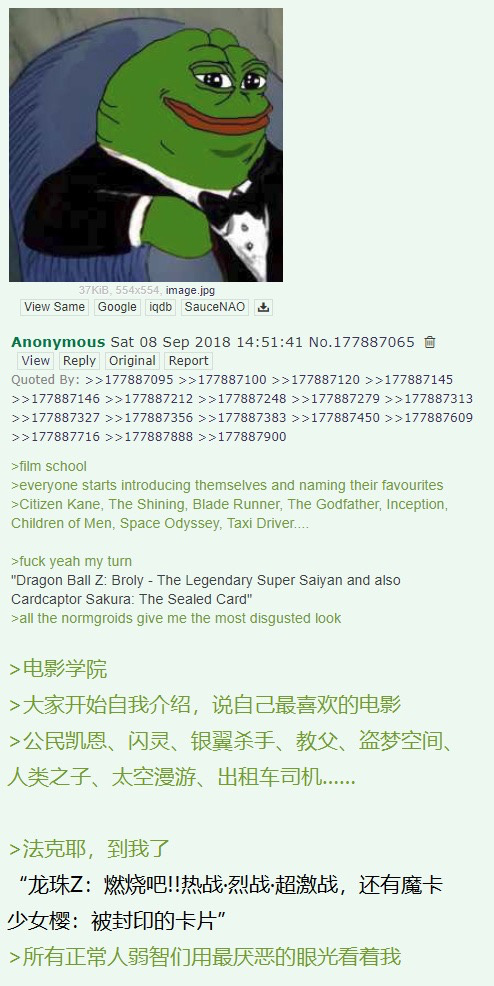 37KiB, 554x554, image.jpg
View Same Google iqdb SauceNAO
Anonymous Sat 08 Sep 2018 14:51:41 No.177887065
View Reply Original Report
Quoted By: >>177887095 >>177887100 >>177887120 >>177887145
>>177887146 >>177887212 >>177887248 >>177887279 >>177887313
>>177887327 >>177887356 >>177887383 >>177887450 >>177887609
>>177887716 >>177887888 >>177887900
>film school
>everyone starts introducing themselves and naming their favourites
>Citizen Kane, The Shining, Blade Runner, The Godfather, Inception,
Children of Men, Space Odyssey, Taxi Driver....
>fuck yeah my turn
"Dragon Ball Z: Broly - The Legendary Super Saiyan and also
Cardcaptor Sakura: The Sealed Card"
>all the normgroids give me the most disgusted look
>电影学院
>大家开始自我介绍，说自己最喜欢的电影
>公民凯恩、闪灵、银翼杀手、教父、盗梦空间、
人类之子、太空漫游、出租车司机......
>法克耶，到我了
“龙珠Z：燃烧吧!!热战·烈战·超激战，还有魔卡
少女樱：被封印的卡片”
>所有正常人弱智们用最厌恶的眼光看着我